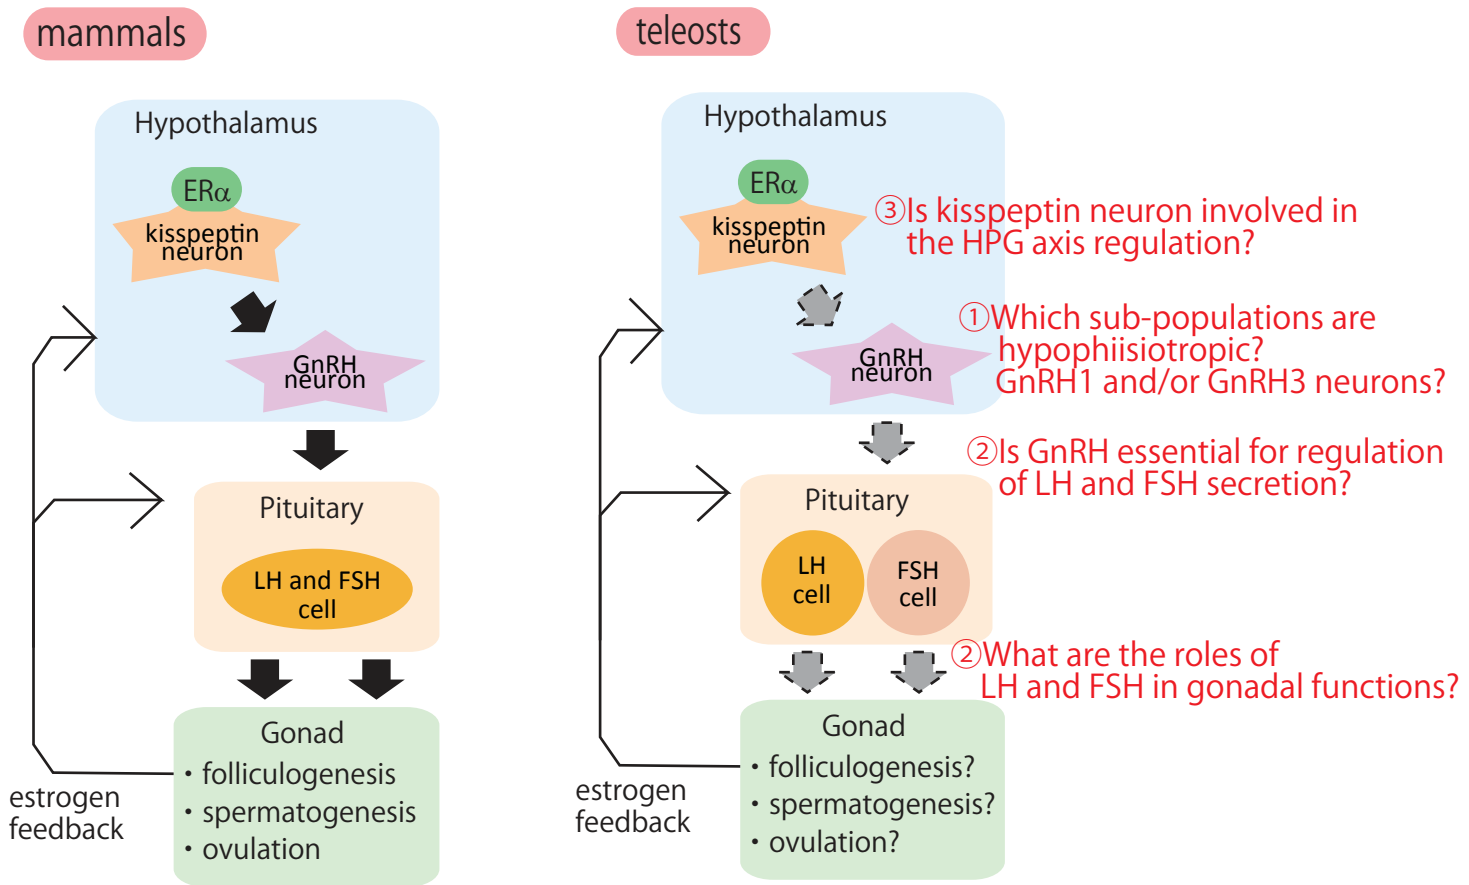 mammals
Hypothalamus
ERα
kisspeptin
neuron
GnRH
neuron
Pituitary
LH and FSH
cell
Gonad
・folliculogenesis
・spermatogenesis
・ovulation
estrogen
feedback
teleosts
Hypothalamus
ERα
kisspeptin
neuron
③Is kisspeptin neuron involved in
the HPG axis regulation?
GnRH
neuron
①Which sub-populations are
hypophiisiotropic?
GnRH1 and/or GnRH3 neurons?
②Is GnRH essential for regulation
of LH and FSH secretion?
Pituitary
LH
cell
FSH
cell
②What are the roles of
LH and FSH in gonadal functions?
Gonad
・folliculogenesis?
・spermatogenesis?
・ovulation?
estrogen
feedback